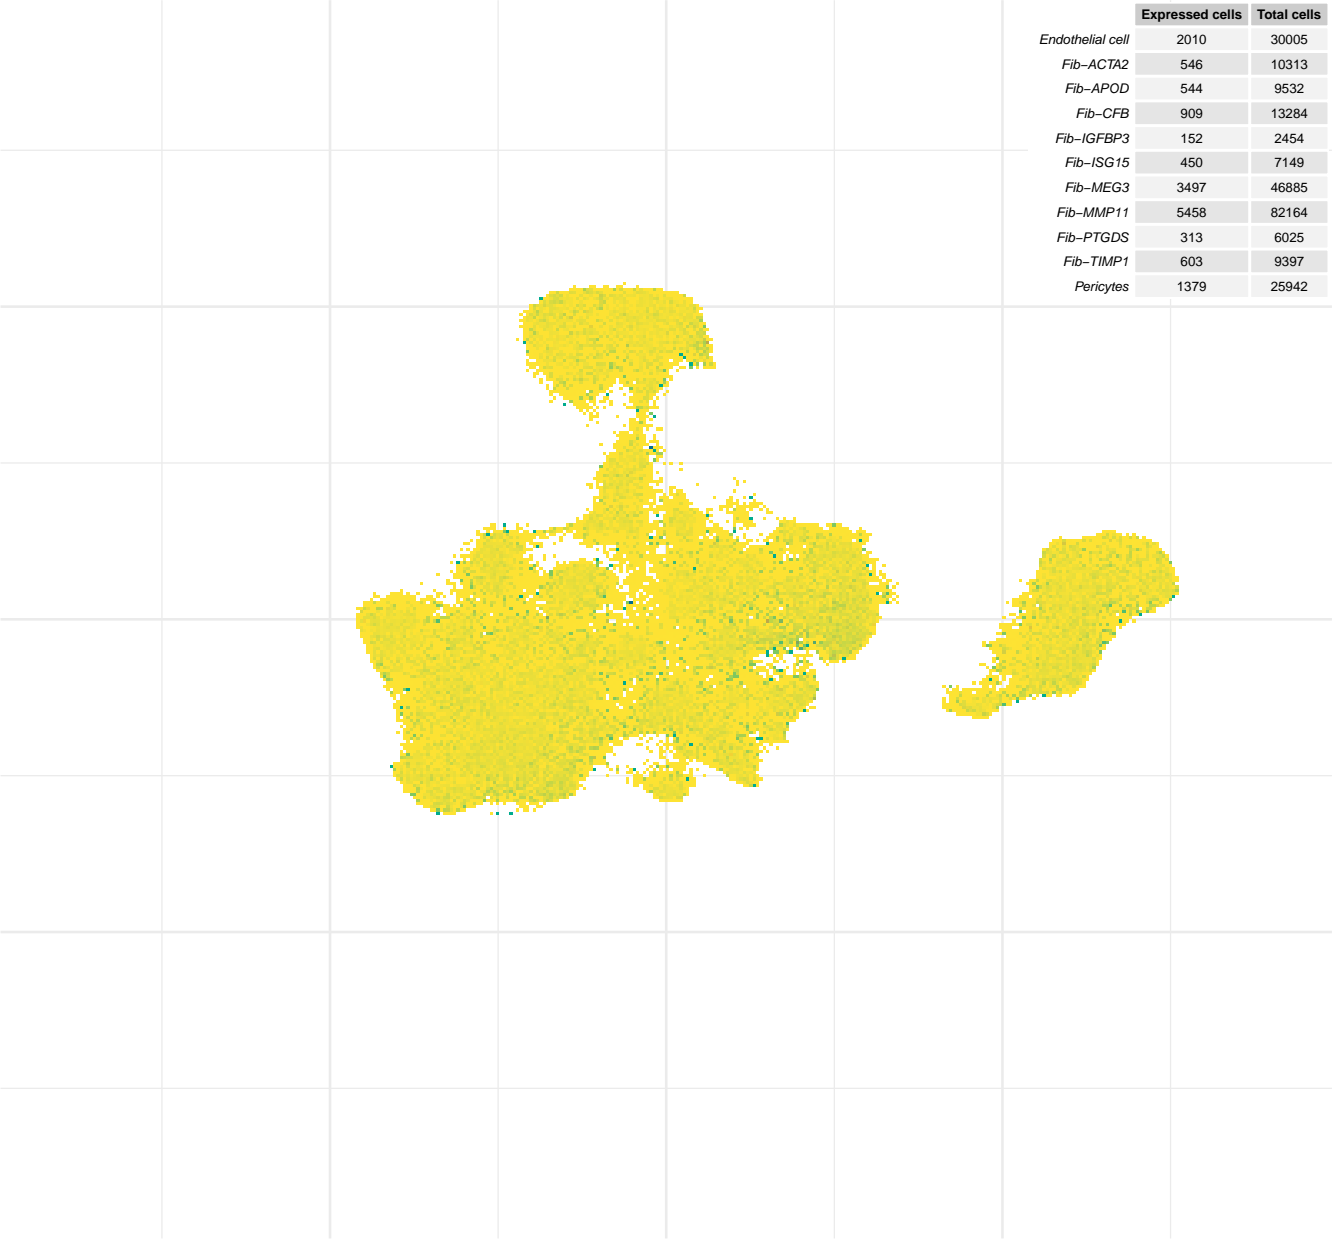 Expressed cells Total cells
Endothelial cell 2010 30005
Fib−ACTA2 546 10313
Fib−APOD 544 9532
Fib−CFB 909 13284
Fib−IGFBP3 152 2454
Fib−ISG15 450 7149
Fib−MEG3 3497 46885
Fib−MMP11 5458 82164
Fib−PTGDS 313 6025
Fib−TIMP1 603 9397
Pericytes 1379 25942